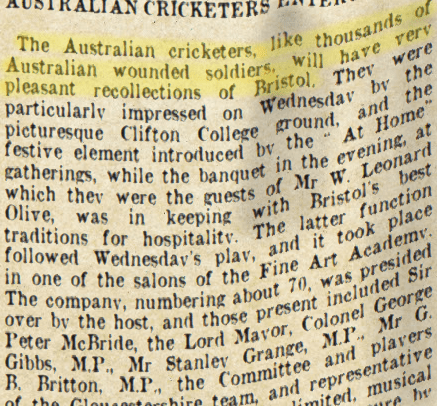 AUSTRALIAN CRICKETERS
The Australian cricketers, like thousands of
Australian wounded soldiers, will have very
pleasant recollections of Bristol. They were
particularly impressed on Wednesday by the
picturesque Clifton College ground, and the
festive element introduced by the "At Home"
gatherings, while the banquet in the evening, at
which they were the guests of Mr W. Leonard
Olive, was in keeping with Bristol's best
traditions for hospitality. The latter function
followed Wednesday's play, and it took place
in one of the salons of the Fine Art Academy.
The company, numbering about 70, was presided
over by the host, and those present included Sir
Peter McBride, the Lord Mayor, Colonel George
Gibbs, M.P., Mr Stanley Grange, M.P., Mr G.
B. Britton, M.P., the Committee and players
of the Gloucestershire team, and representative
limited, musical